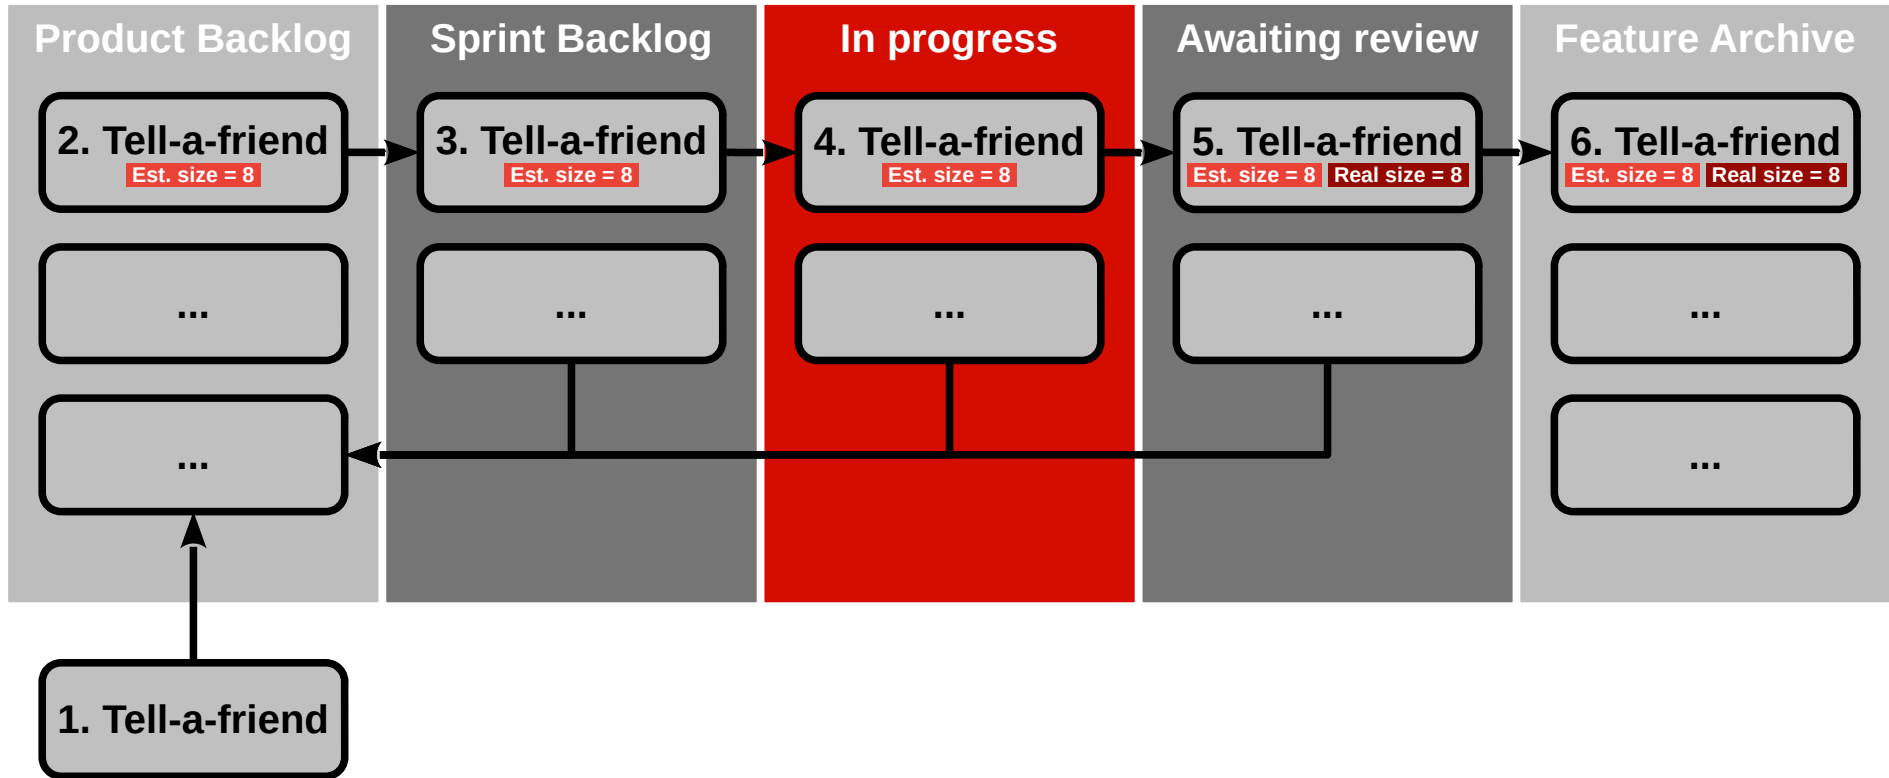 Product Backlog
Sprint Backlog
In progress
Awaiting review
Feature Archive
2. Tell-a-friend
Est. size = 8
3. Tell-a-friend
Est. size = 8
4. Tell-a-friend
Est. size = 8
5. Tell-a-friend
Est. size = 8 Real size = 8
6. Tell-a-friend
Est. size = 8 Real size = 8
...
...
...
...
...
...
...
1. Tell-a-friend